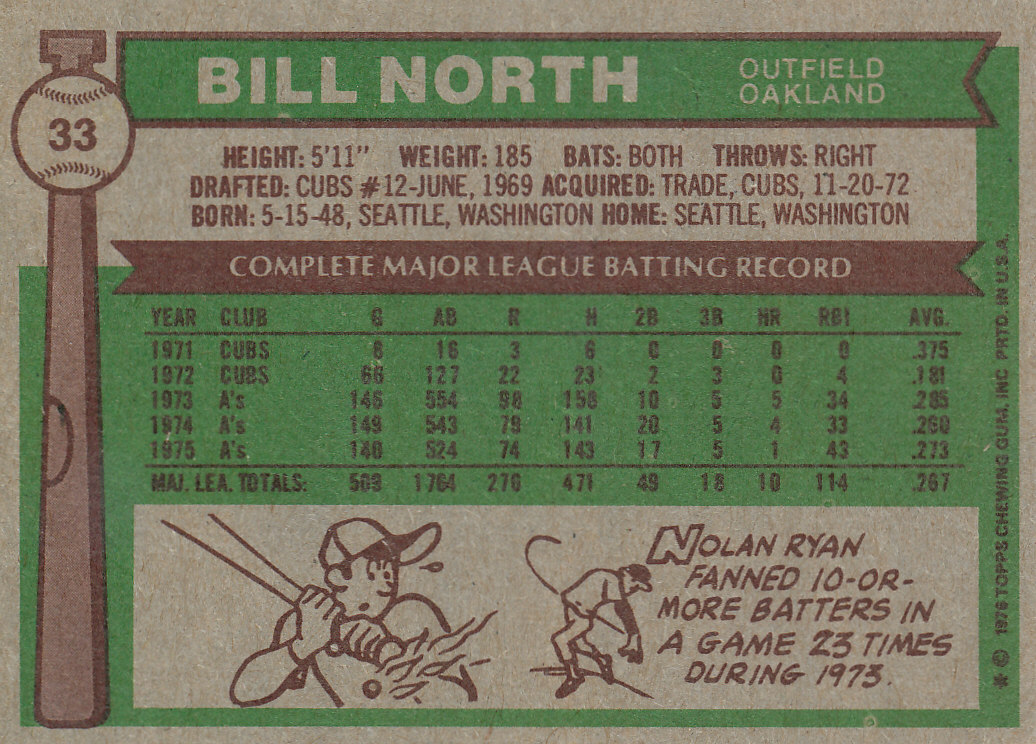 33
BILL NORTH
OUTFIELD
OAKLAND
HEIGHT: 5'11" WEIGHT: 185 BATS: BOTH THROWS: RIGHT
DRAFTED: CUBS #12-JUNE, 1969 ACQUIRED: TRADE, CUBS, 11-20-72
BORN: 5-15-48, SEATTLE, WASHINGTON HOME: SEATTLE, WASHINGTON
COMPLETE MAJOR LEAGUE BATTING RECORD
YEAR CLUB G AB R H 2B 3B HR RBI AVG.
1971 CUBS 8 16 3 6 0 0 0 0 .375
1972 CUBS 66 127 22 23 2 3 0 4 .181
1973 A's 146 554 98 158 10 5 5 34 .285
1974 A's 149 543 79 141 20 5 4 33 .260
1975 A's 140 524 74 143 17 5 1 43 .273
MAJ. LEA. TOTALS: 509 1764 276 471 49 18 10 114 .267
NOLAN RYAN
FANNED 10-OR-
MORE BATTERS IN
A GAME 23 TIMES
DURING 1973.
* © 1976 TOPPS CHEWING GUM, INC. PRTD. IN U.S.A.